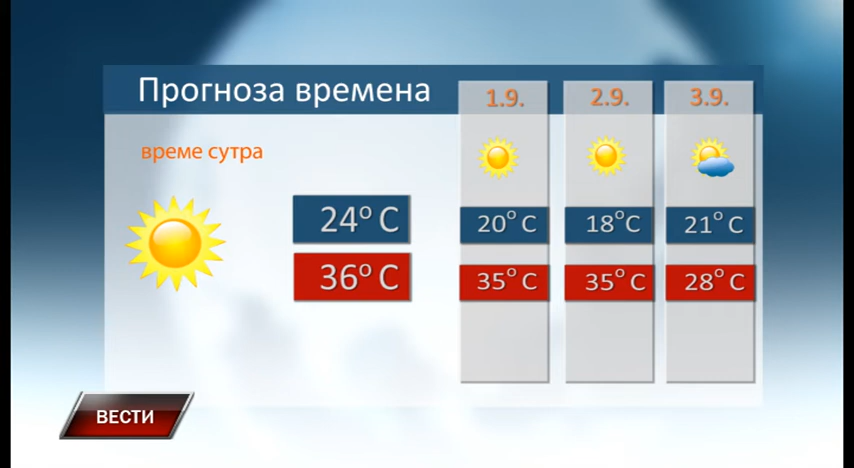 Прогноза времена
време сутра
24° C
36° C
1.9.
20° C
35° C
2.9.
18°C
35° C
3.9.
21° C
28° C
ВЕСТИ